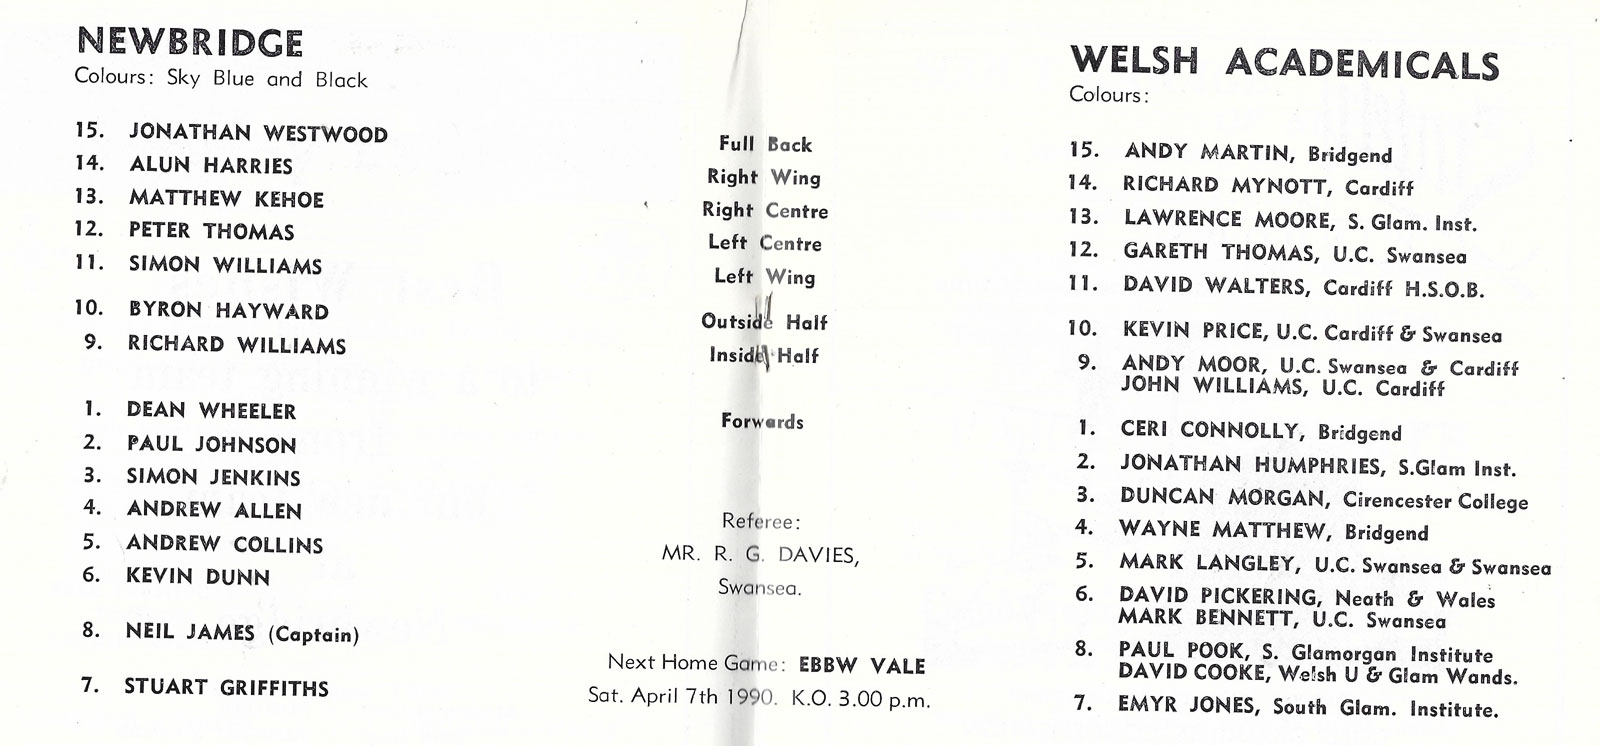 NEWBRIDGE
Colours: Sky Blue and Black
15. JONATHAN WESTWOOD
14. ALUN HARRIES
13. MATTHEW KEHOE
12. PETER THOMAS
11. SIMON WILLIAMS
10. BYRON HAYWARD
9. RICHARD WILLIAMS
1. DEAN WHEELER
2. PAUL JOHNSON
3. SIMON JENKINS
4. ANDREW ALLEN
5. ANDREW COLLINS
6. KEVIN DUNN
8. NEIL JAMES (Captain)
7. STUART GRIFFITHS
Full Back
Right Wing
Right Centre
Left Centre
Left Wing
Outside Half
Inside Half
Forwards
Referee:
MR. R. G. DAVIES,
Swansea.
Next Home Game: EBBW VALE
Sat. April 7th 1990. K.O. 3.00 p.m.
WELSH ACADEMICALS
Colours:
15. ANDY MARTIN, Bridgend
14. RICHARD MYNOTT, Cardiff
13. LAWRENCE MOORE, S. Glam. Inst.
12. GARETH THOMAS, U.C. Swansea
11. DAVID WALTERS, Cardiff H.S.O.B.
10. KEVIN PRICE, U.C. Cardiff & Swansea
9. ANDY MOOR, U.C. Swansea & Cardiff
JOHN WILLIAMS, U.C. Cardiff
1. CERI CONNOLLY, Bridgend
2. JONATHAN HUMPHRIES, S.Glam Inst.
3. DUNCAN MORGAN, Cirencester College
4. WAYNE MATTHEW, Bridgend
5. MARK LANGLEY, U.C. Swansea & Swansea
6. DAVID PICKERING, Neath & Wales
MARK BENNETT, U.C. Swansea
8. PAUL POOK, S. Glamorgan Institute
DAVID COOKE, Welsh U & Glam Wands.
7. EMYR JONES, South Glam. Institute.